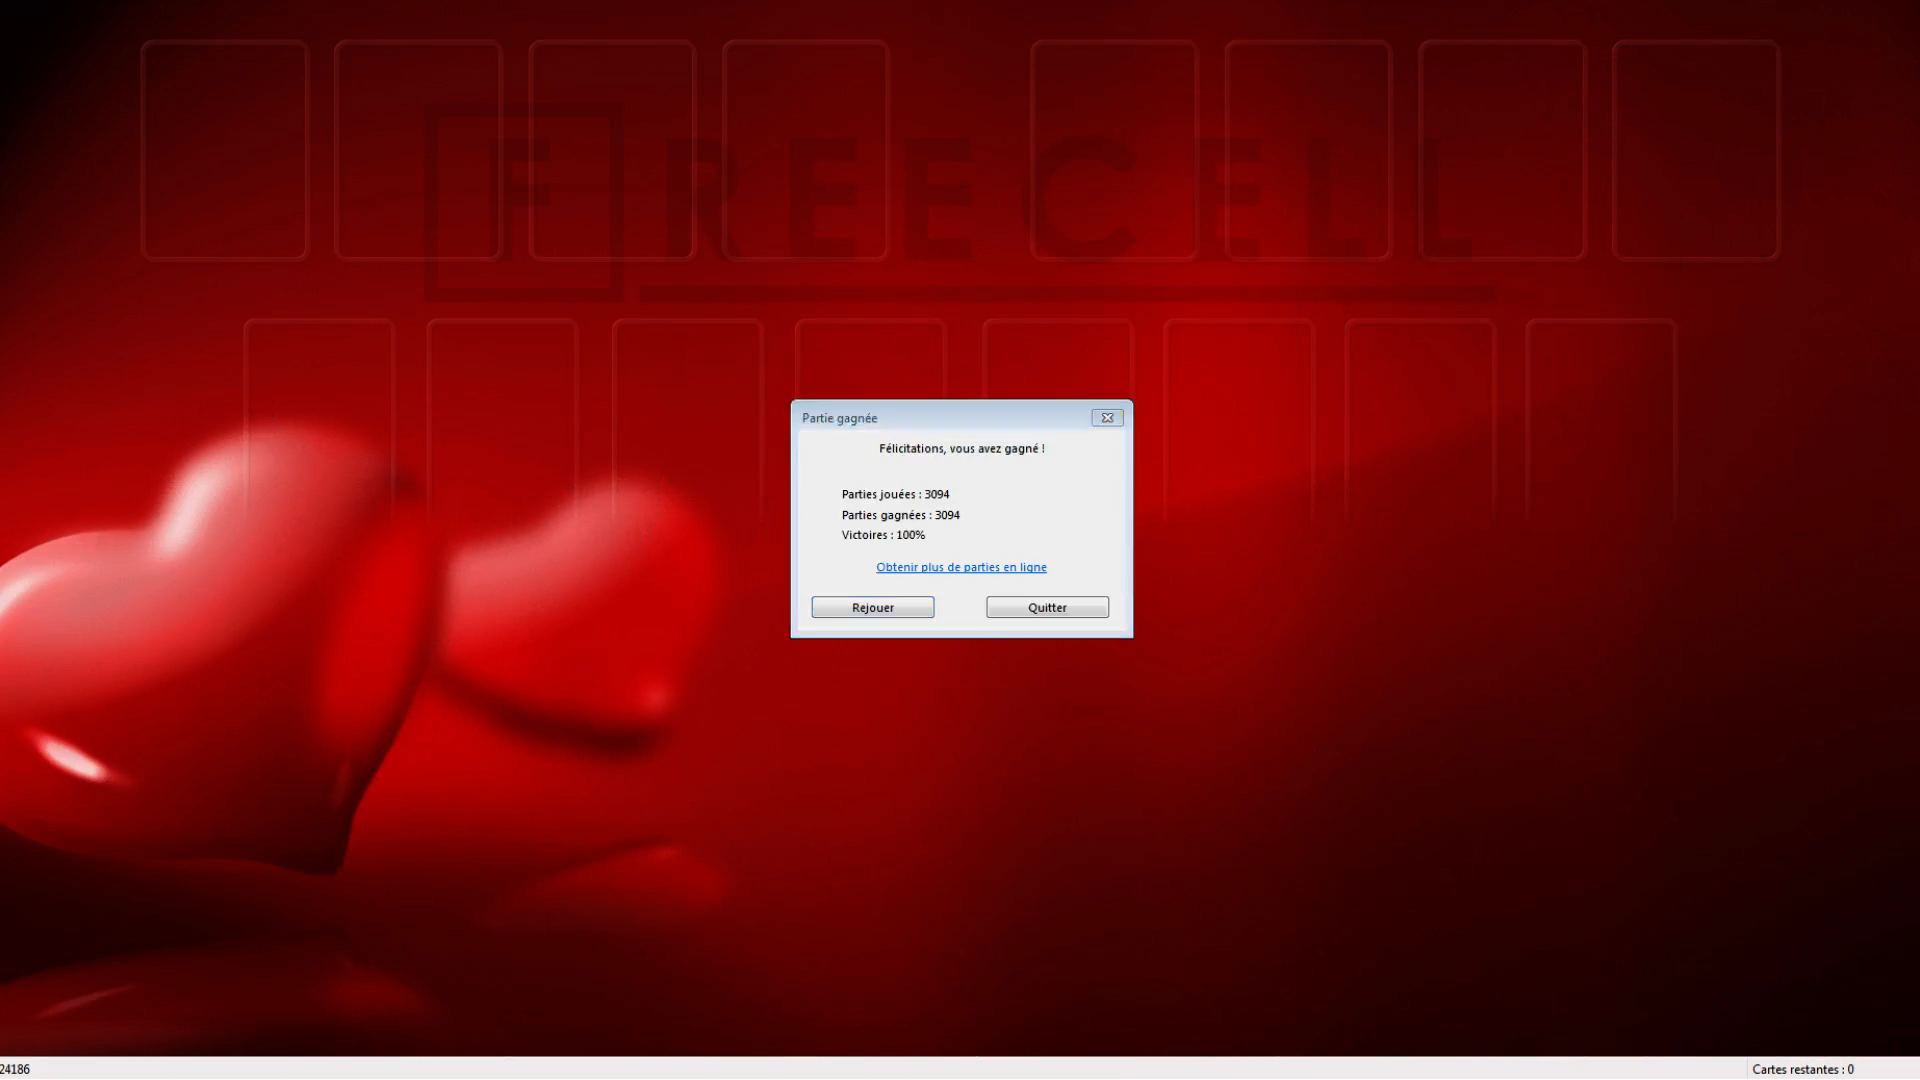 FREECELL
Partie gagnée
Félicitations, vous avez gagné !
Parties jouées : 3094
Parties gagnées : 3094
Victoires : 100%
Obtenir plus de parties en ligne
Rejouer
Quitter
24186
Cartes restantes : 0